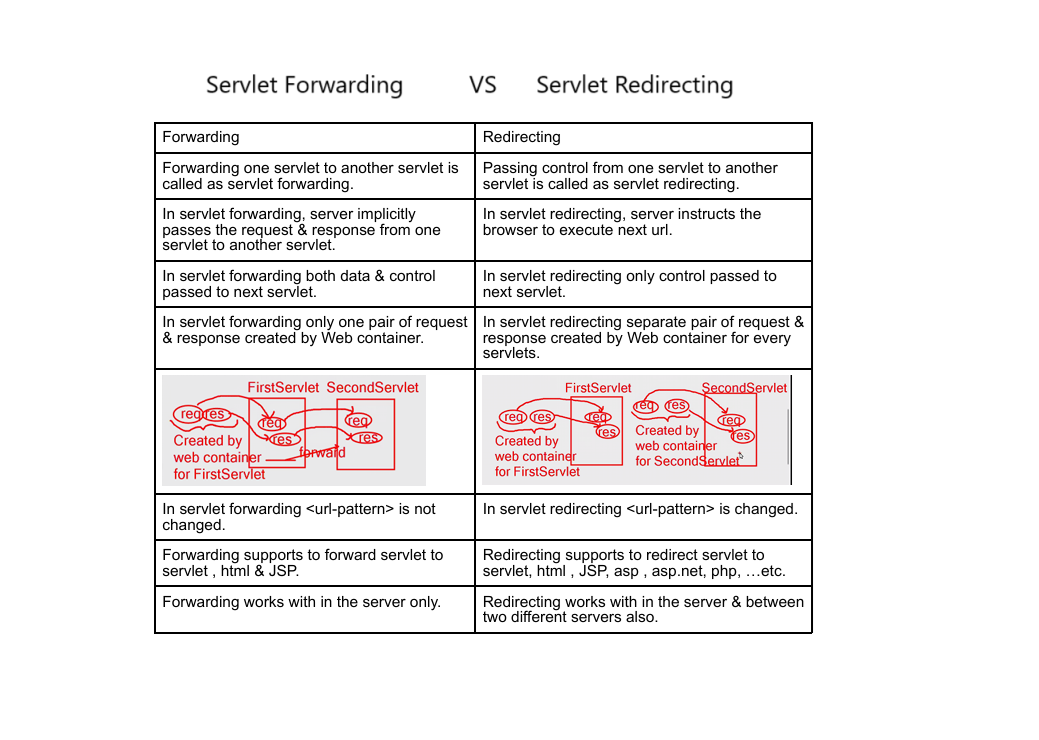 Servlet Forwarding VS Servlet Redirecting
Forwarding
Redirecting
Forwarding one servlet to another servlet is
called as servlet forwarding.
Passing control from one servlet to another
servlet is called as servlet redirecting.
In servlet forwarding, server implicitly
passes the request & response from one
servlet to another servlet.
In servlet redirecting, server instructs the
browser to execute next url.
In servlet forwarding both data & control
passed to next servlet.
In servlet redirecting only control passed to
next servlet.
In servlet forwarding only one pair of request
& response created by Web container.
In servlet redirecting separate pair of request &
response created by Web container for every
servlets.
FirstServlet SecondServlet
req res
req
res
req
res
Created by
web container
for FirstServlet
forward
FirstServlet
SecondServlet
req res
req
res
req res
req
res
Created by
web container
for FirstServlet
Created by
web container
for SecondServlet
In servlet forwarding <url-pattern> is not
changed.
In servlet redirecting <url-pattern> is changed.
Forwarding supports to forward servlet to
servlet , html & JSP.
Redirecting supports to redirect servlet to
servlet, html , JSP, asp , asp.net, php, …etc.
Forwarding works with in the server only.
Redirecting works with in the server & between
two different servers also.